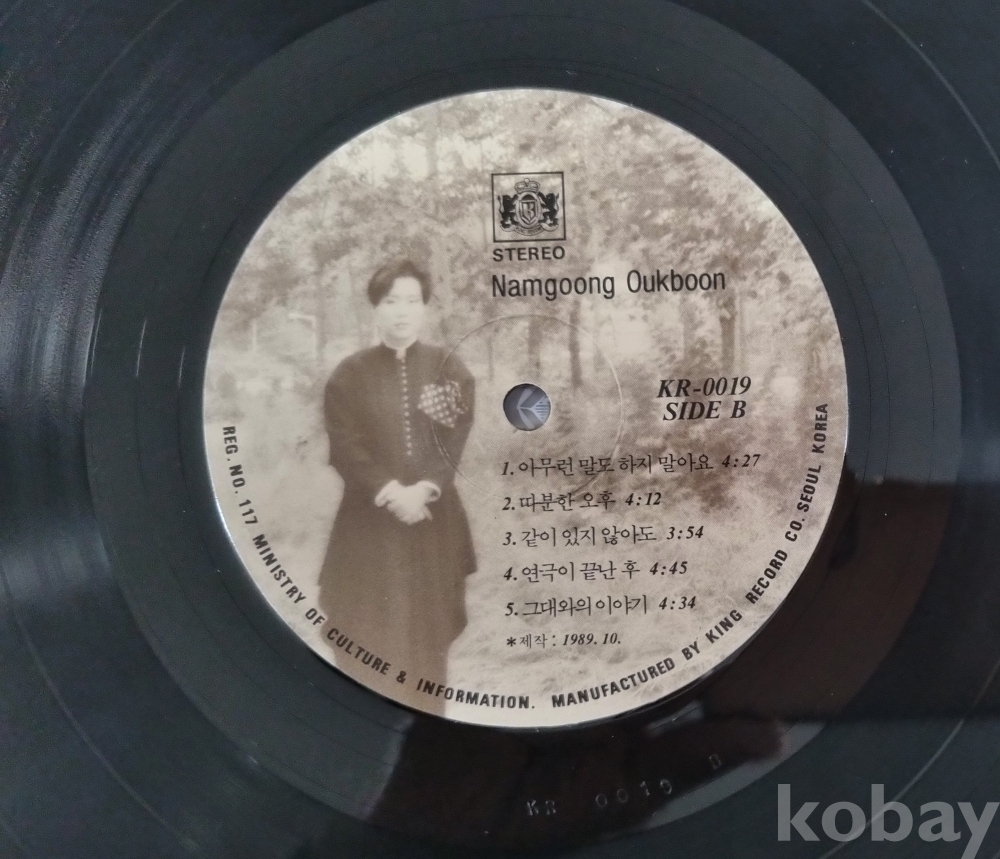 STEREO
Namgoong Oukboon
KR-0019
SIDE B
1. 아무런 말도 하지 말아요 4:27
2. 따분한 오후 4:12
3. 같이 있지 않아도 3:54
4. 연극이 끝난 후 4:45
5. 그대와의 이야기 4:34
*제작 : 1989. 10.
REG. NO. 117 MINISTRY OF CULTURE & INFORMATION. MANUFACTURED BY KING RECORD CO. SEOUL KOREA
KR 0019 B
kobay